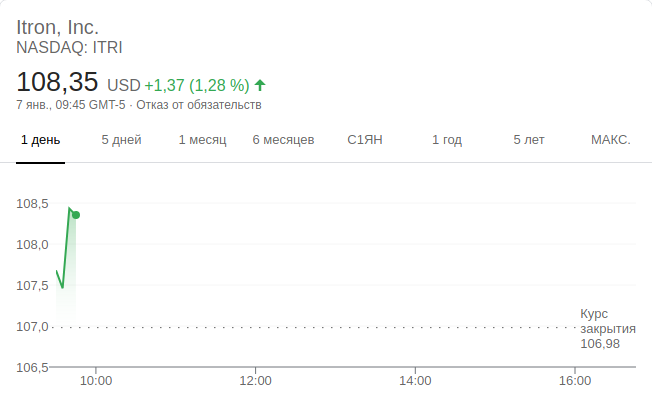 Itron, Inc.
NASDAQ: ITRI
108,35 USD +1,37 (1,28 %)
7 янв., 09:45 GMT-5 · Отказ от обязательств
1 день 5 дней 1 месяц 6 месяцев С1ЯН 1 год 5 лет МАКС.
108,5
108,0
107,5
107,0
106,5
Курс
закрытия
106,98
10:00 12:00 14:00 16:00